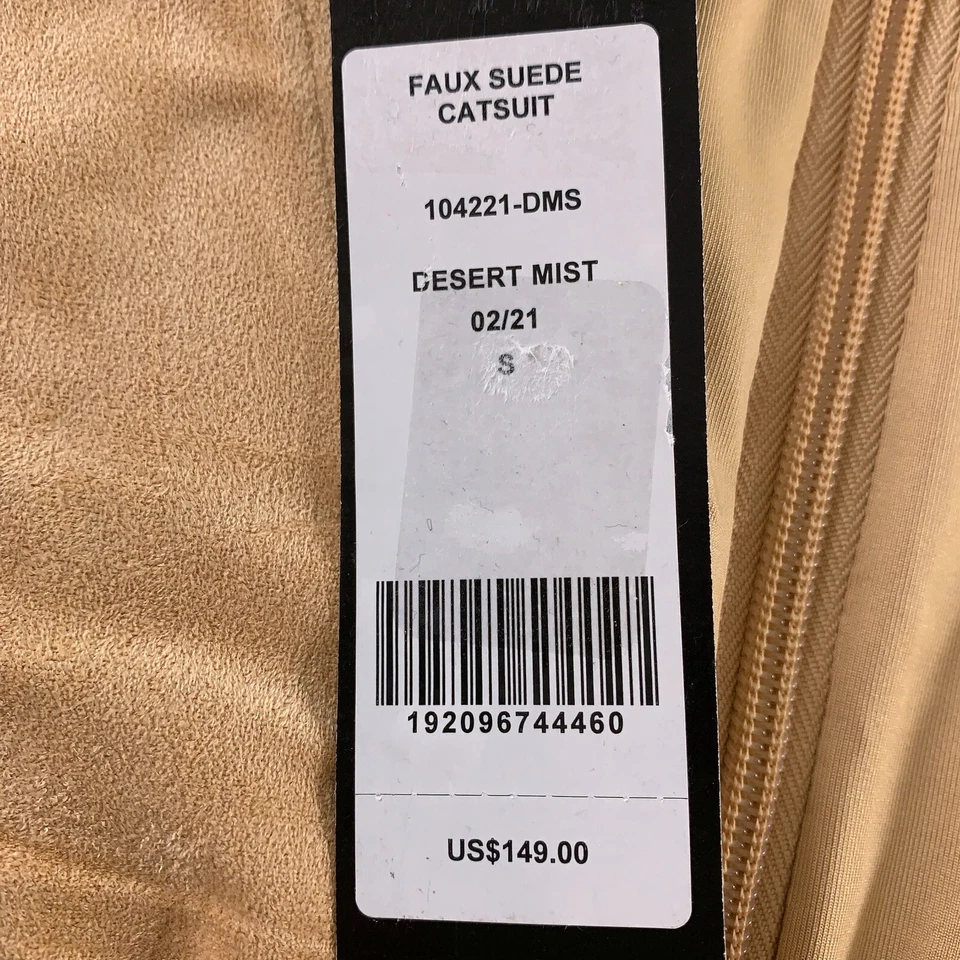 FAUX SUEDE
CATSUIT
104221-DMS
DESERT MIST
02/21
S
192096744460
US$149.00